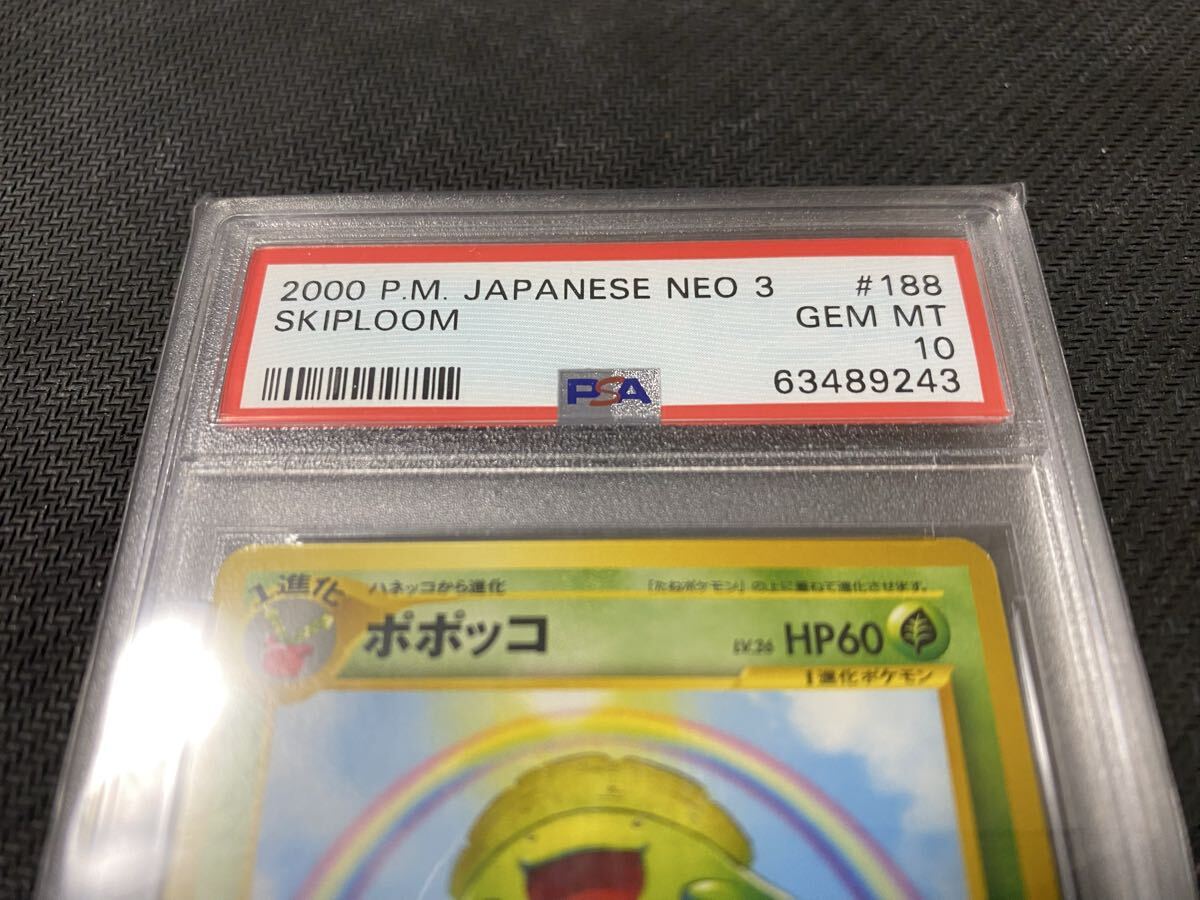 2000 P.M. JAPANESE NEO 3 #188
SKIPLOOM GEM MT
10
PSA 63489243
1進化 ハネッコから進化 「たねポケモン」の上に重ねて進化させます。
ポポッコ LV.26 HP60
1進化ポケモン